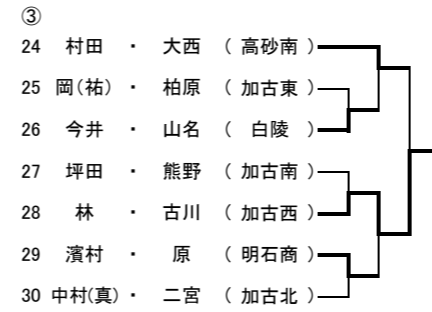 ③
24 村田 ・ 大西 ( 高砂南 )
25 岡(祐) ・ 柏原 ( 加古東 )
26 今井 ・ 山名 ( 白陵 )
27 坪田 ・ 熊野 ( 加古南 )
28 林 ・ 古川 ( 加古西 )
29 濱村 ・ 原 ( 明石商 )
30 中村(真) ・ 二宮 ( 加古北 )